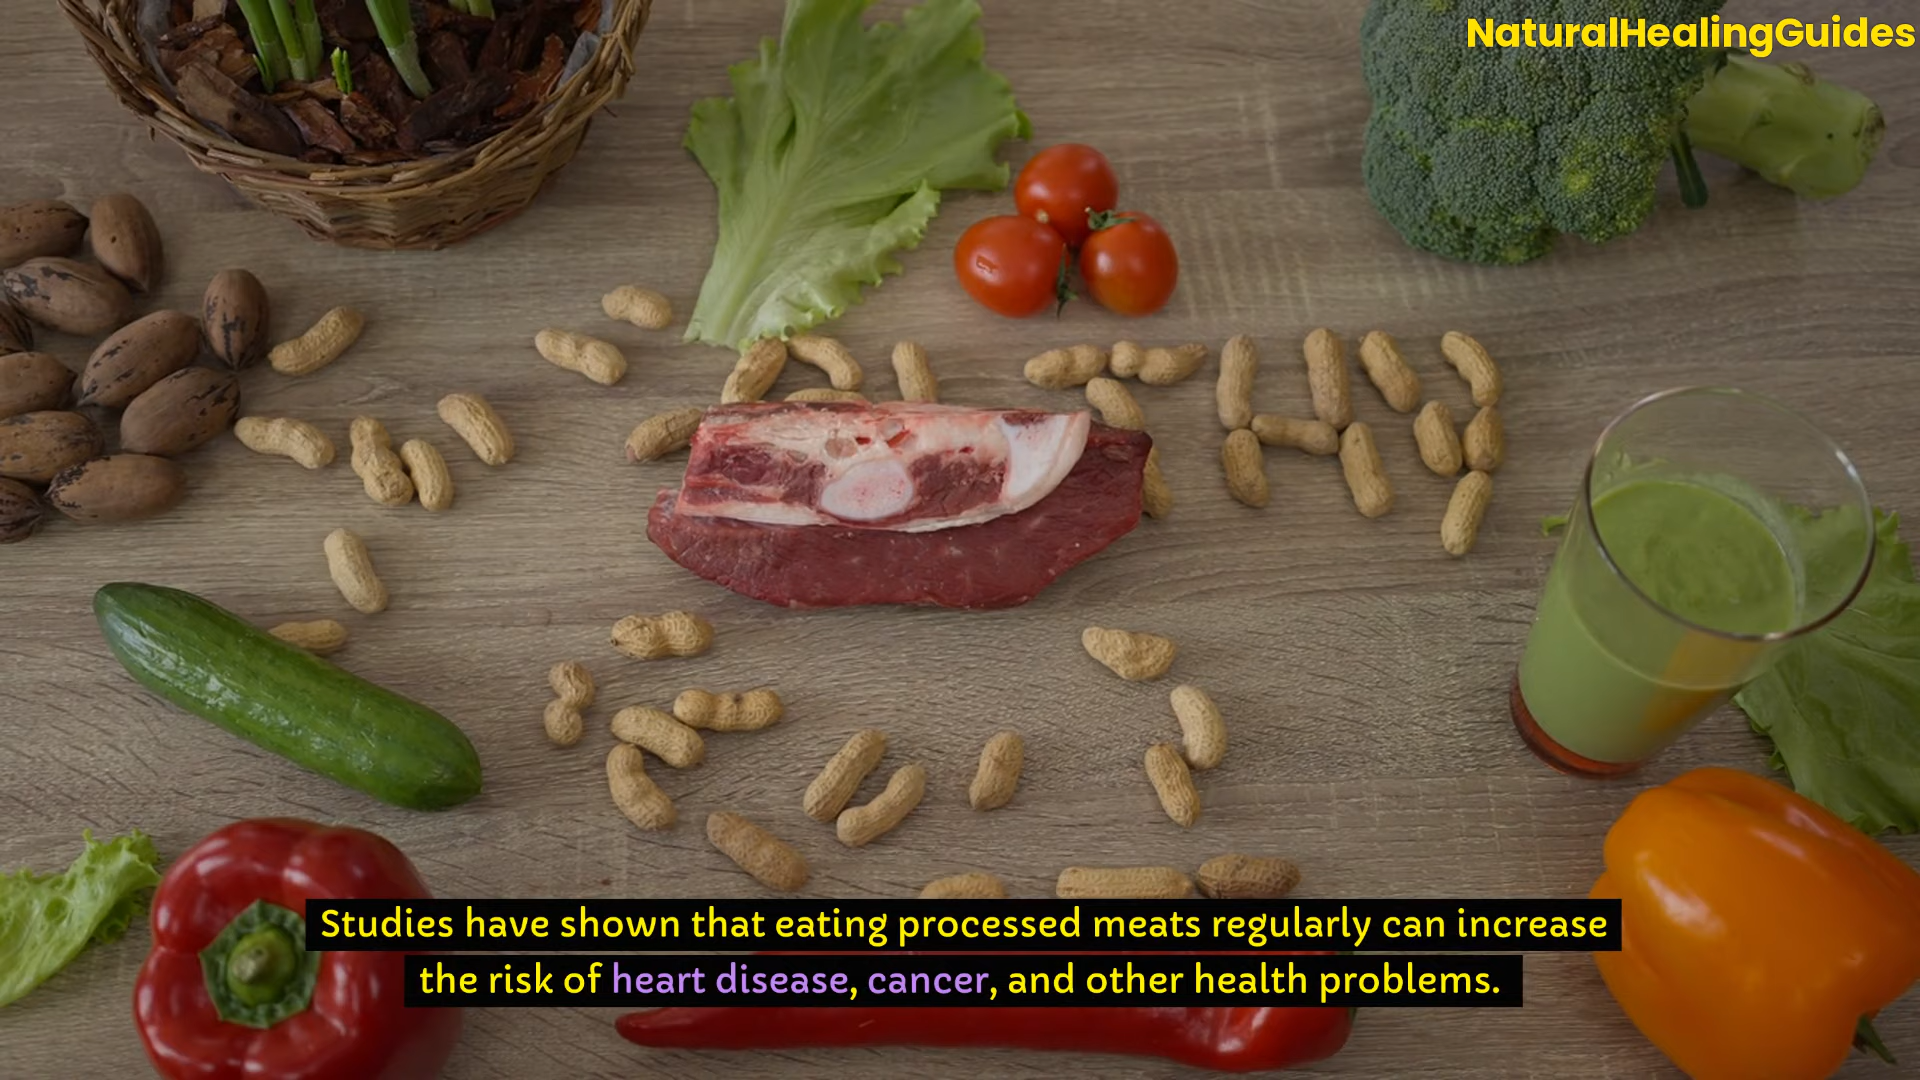 NaturalHealingGuides
Studies have shown that eating processed meats regularly can increase
the risk of heart disease, cancer, and other health problems.